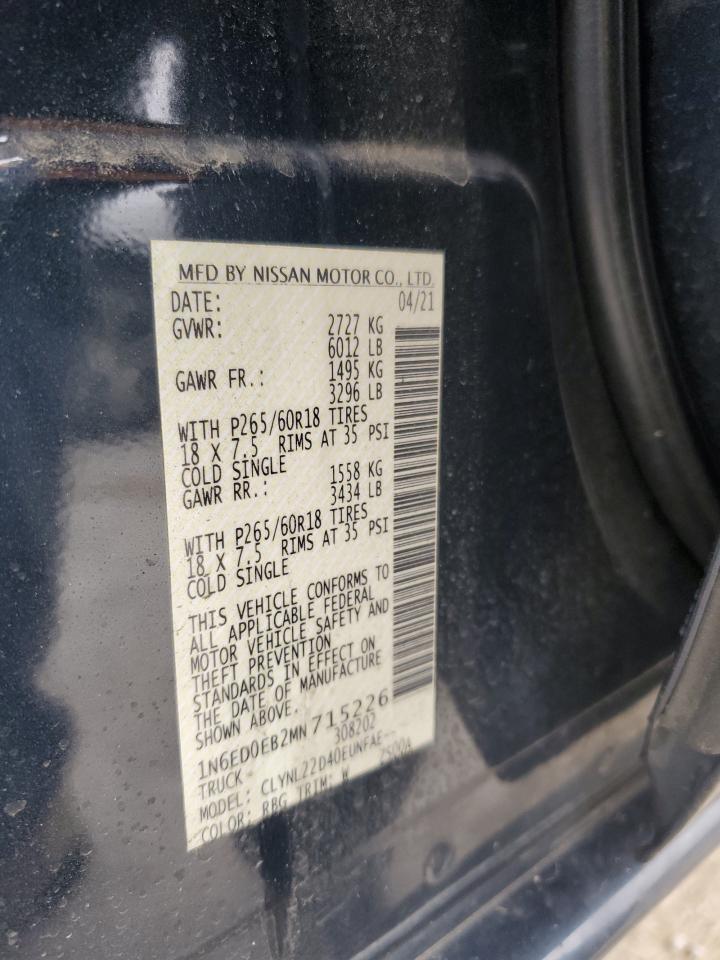 MFD BY NISSAN MOTOR CO., LTD.
DATE: 04/21
GVWR: 2727 KG
6012 LB
GAWR FR.: 1495 KG
3296 LB
WITH P265/60R18 TIRES
18 X 7.5 RIMS AT 35 PSI
COLD SINGLE
GAWR RR.: 1558 KG
3434 LB
WITH P265/60R18 TIRES
18 X 7.5 RIMS AT 35 PSI
COLD SINGLE
THIS VEHICLE CONFORMS TO
ALL APPLICABLE FEDERAL
MOTOR VEHICLE SAFETY AND
THEFT PREVENTION
STANDARDS IN EFFECT ON
THE DATE OF MANUFACTURE
SHOWN ABOVE.
1N6ED0EB2MN715226
TRUCK 308202
MODEL: CLYNL22D40EUNFAE--
COLOR: RBG TRIM: W 7500A